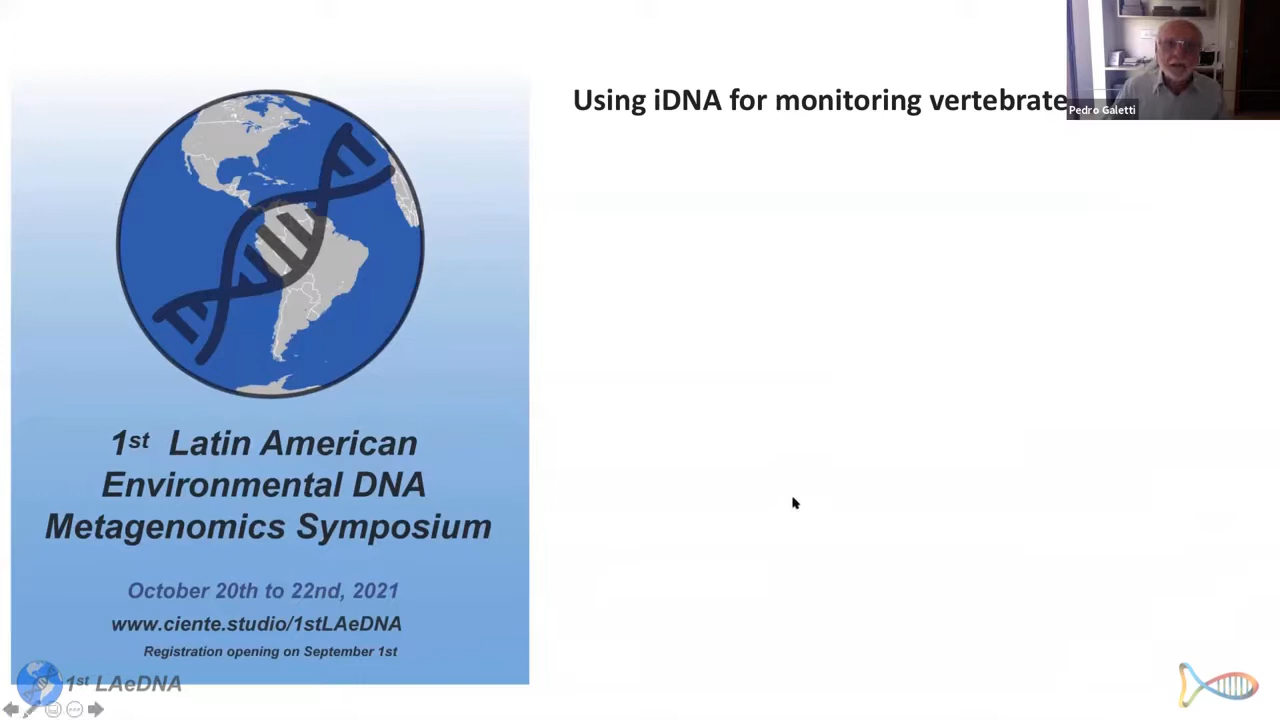 Using iDNA for monitoring vertebrate
Pedro Galetti
1st Latin American
Environmental DNA
Metagenomics Symposium
October 20th to 22nd, 2021
www.ciente.studio/1stLAeDNA
Registration opening on September 1st
1st LAeDNA